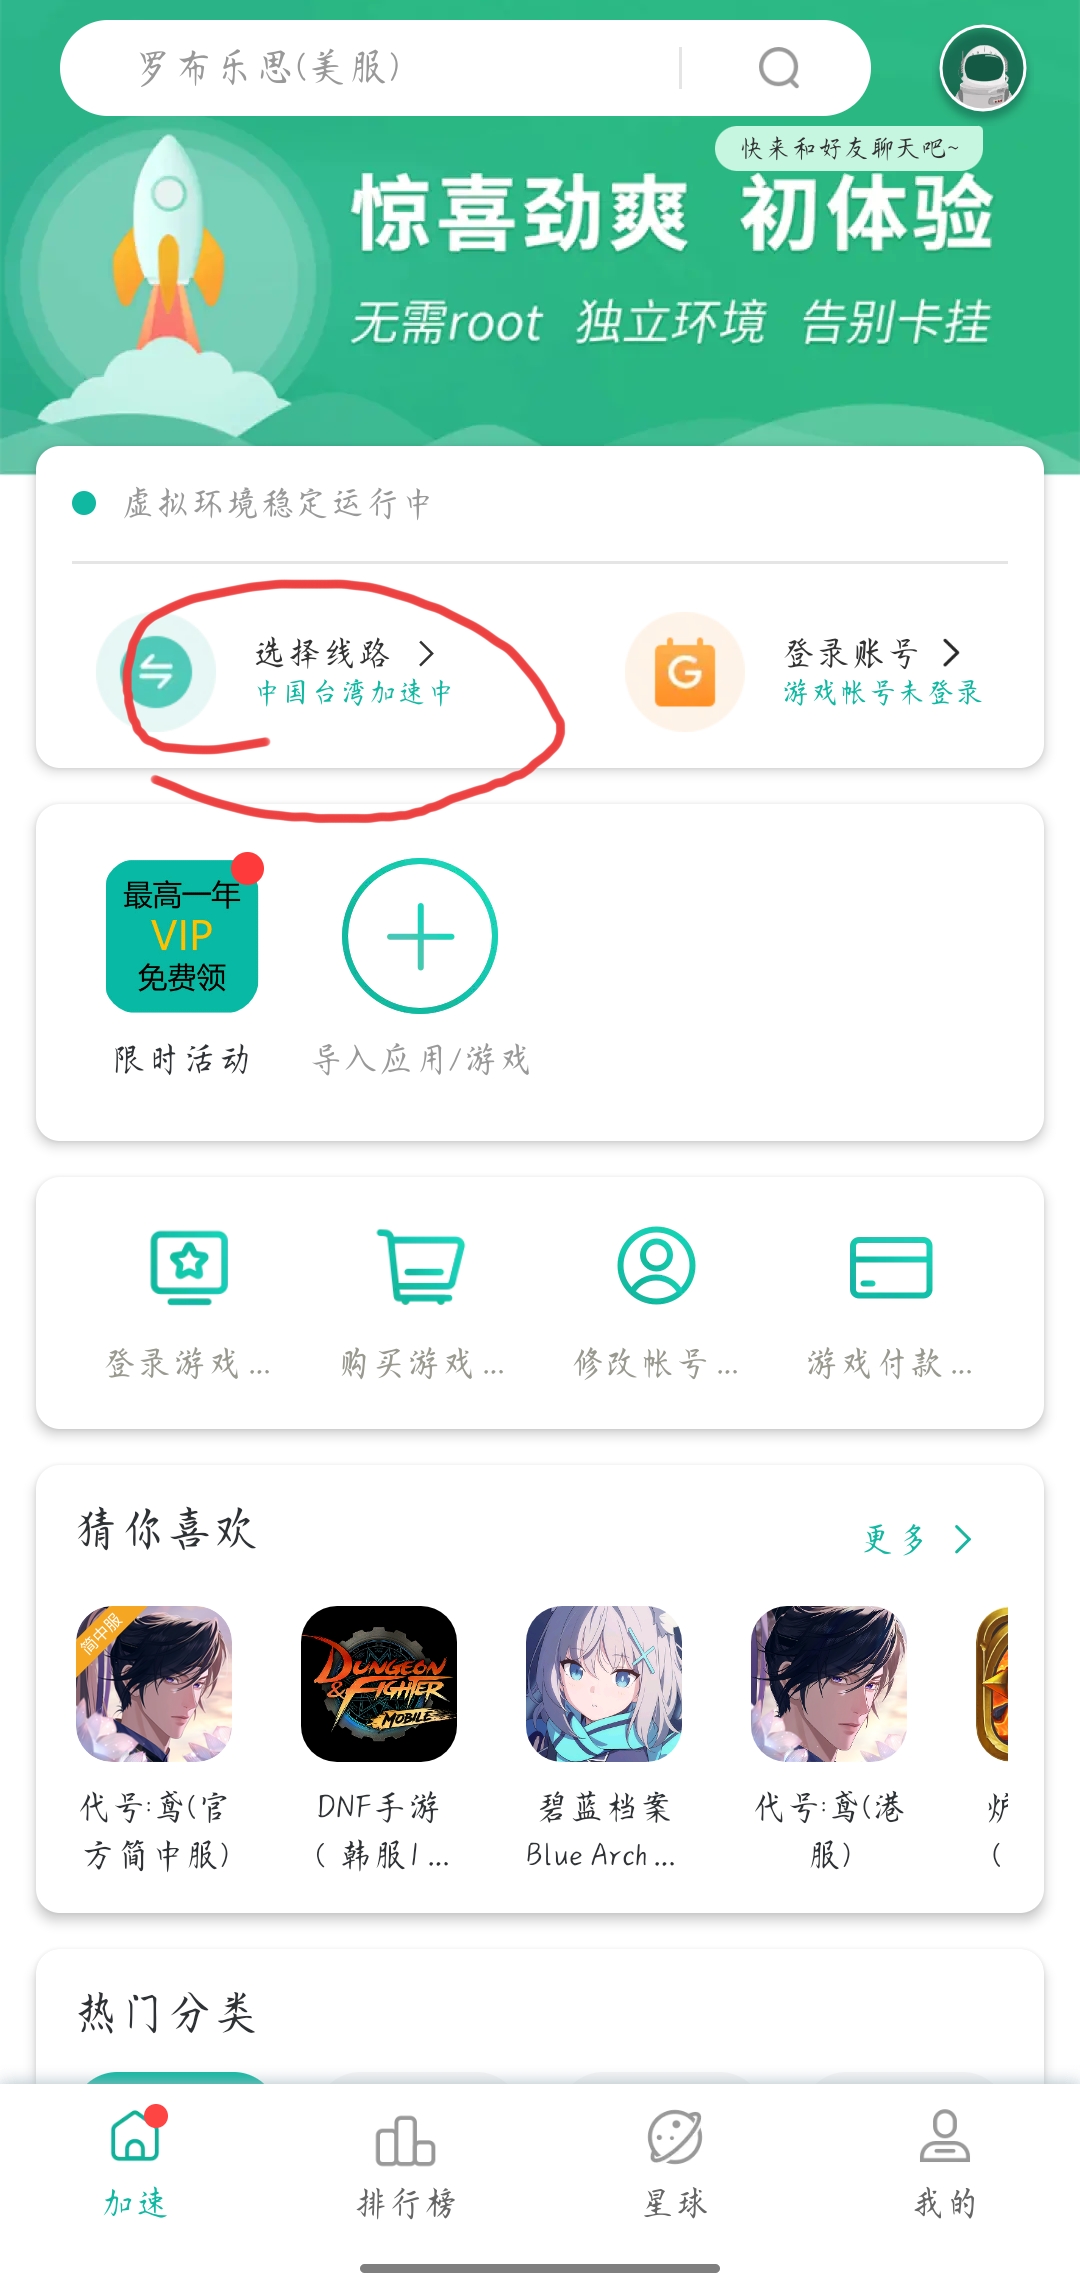 罗布乐思(美服)
快来和好友聊天吧~
惊喜劲爽 初体验
无需root 独立环境 告别卡挂
虚拟环境稳定运行中
选择线路
中国台湾加速中
登录账号
游戏帐号未登录
最高一年
VIP
免费领
限时活动
导入应用/游戏
登录游戏...
购买游戏...
修改帐号...
游戏付款...
猜你喜欢
更多
简中服
DUNGEON
& FIGHTER
MOBILE
代号:鸢(官
方简中服)
DNF手游
( 韩服1...
碧蓝档案
Blue Arch...
代号:鸢(港
服)
炉
(
热门分类
加速
排行榜
星球
我的